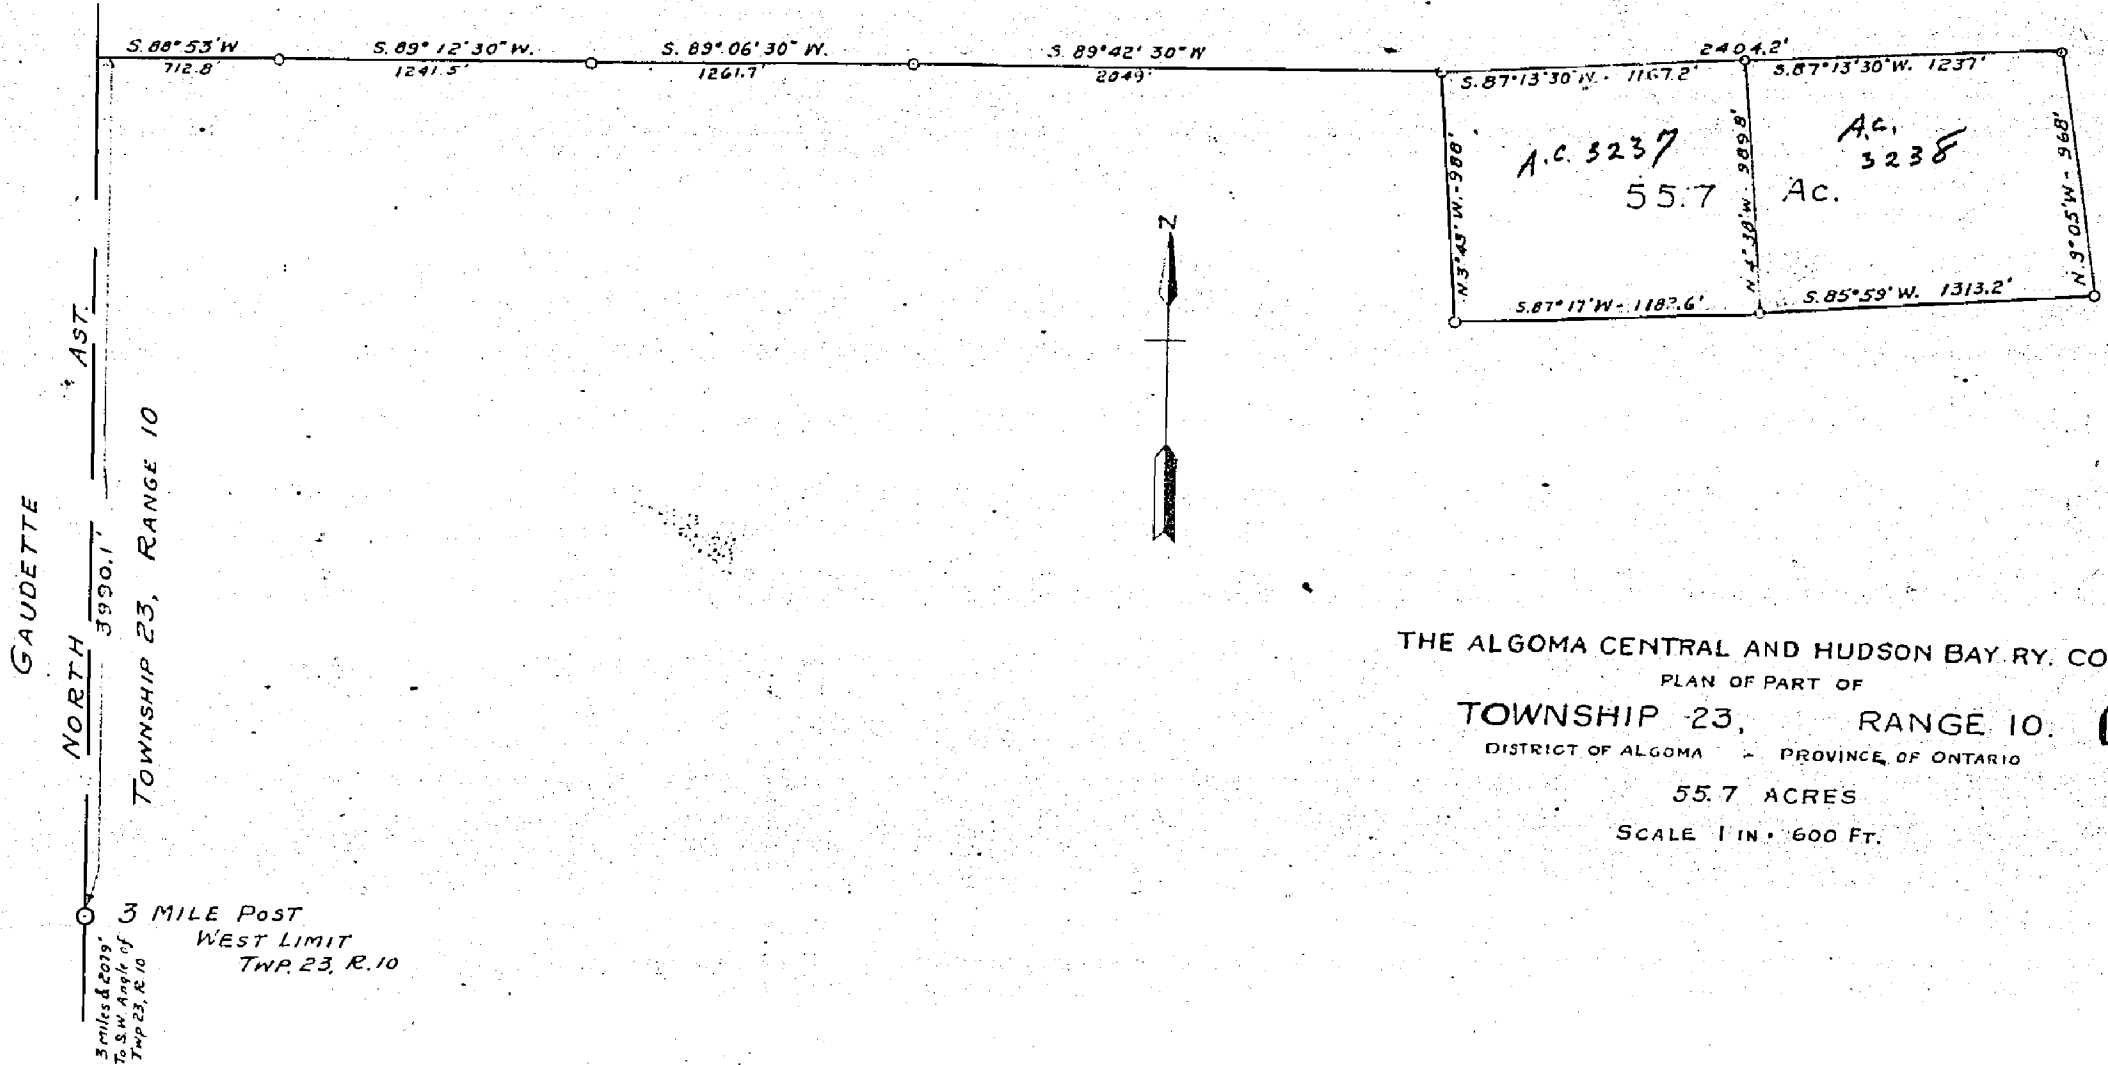 S. 88° 53' W
712.8'
S. 89° 12' 30" W.
1241.5'
S. 89° 06' 30" W.
1261.7'
S. 89° 42' 30" W
2049'
2404.2'
S. 87° 13' 30" W. - 1167.2'
S. 87° 13' 30" W. 1237'
N 3° 43' W. - 988'
A.C. 3237
N 4° 38' W - 989.8'
A.C.
3238
55.7 Ac.
N. 9° 05' W - 968'
S. 87° 17' W - 1182.6'
S. 85° 59' W. 1313.2'
N
GAUDETTE
NORTH AST.
3990.1'
TOWNSHIP 23, RANGE 10
THE ALGOMA CENTRAL AND HUDSON BAY RY. CO
PLAN OF PART OF
TOWNSHIP 23, RANGE 10.
DISTRICT OF ALGOMA - PROVINCE OF ONTARIO
55.7 ACRES
SCALE 1 IN. 600 FT.
3 MILE POST
WEST LIMIT
TWP. 23, R. 10
3 Miles & 2079'
To S.W. Angle of
Twp 23, R. 10